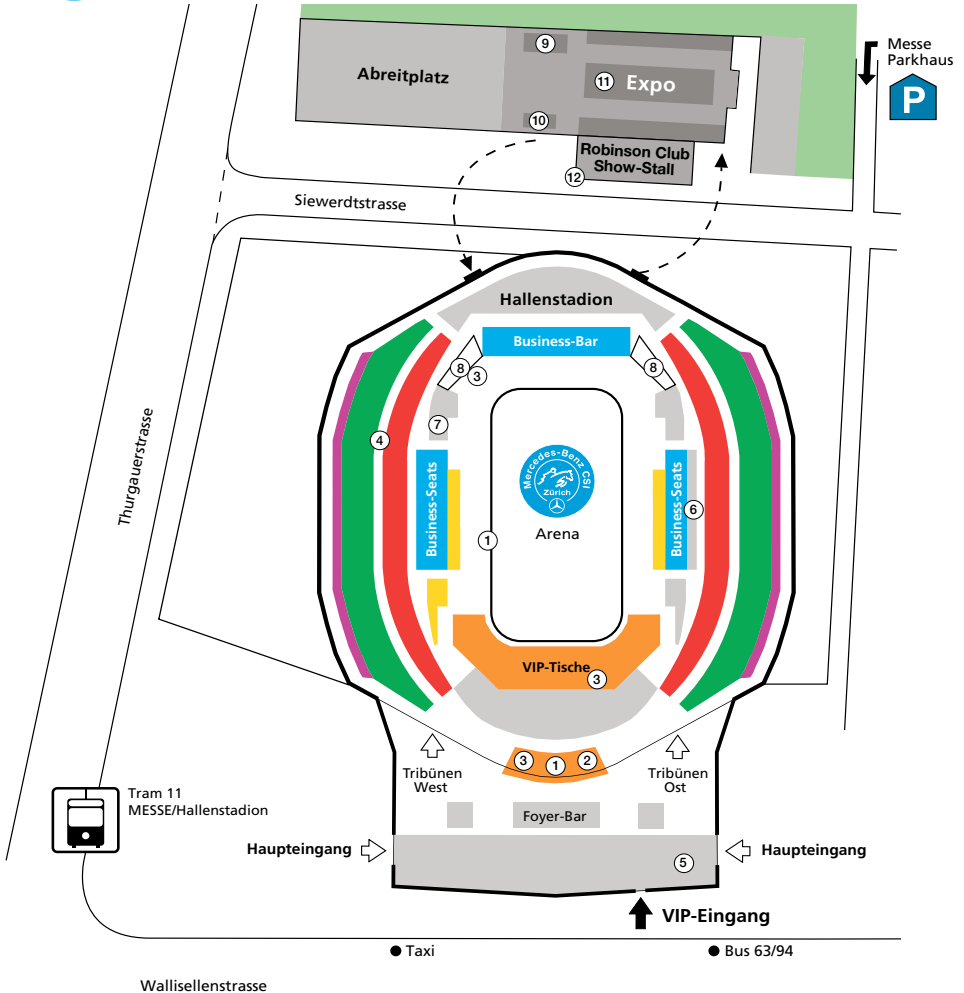 9
Messe
Parkhaus
P
Abreitplatz
11
Expo
10
Robinson Club
Show-Stall
12
Siewerdtstrasse
Hallenstadion
Business-Bar
8
3
8
7
4
Thurgauerstrasse
Business-Seats
Mercedes-Benz CSI
Zürich
Business-Seats
6
1
Arena
VIP-Tische
3
3
1
2
Tribünen
West
Tribünen
Ost
Tram 11
MESSE/Hallenstadion
Foyer-Bar
Haupteingang
5
Haupteingang
VIP-Eingang
Taxi
Bus 63/94
Wallisellenstrasse